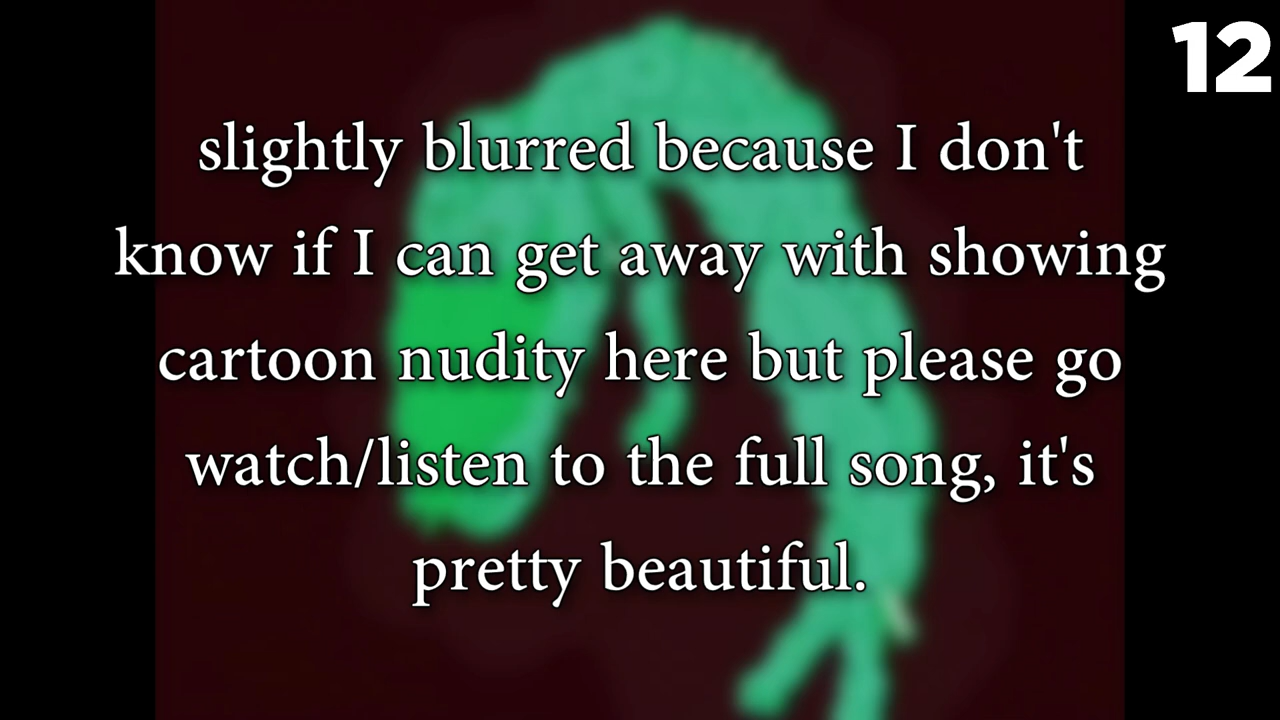 12
slightly blurred because I don't
know if I can get away with showing
cartoon nudity here but please go
watch/listen to the full song, it's
pretty beautiful.